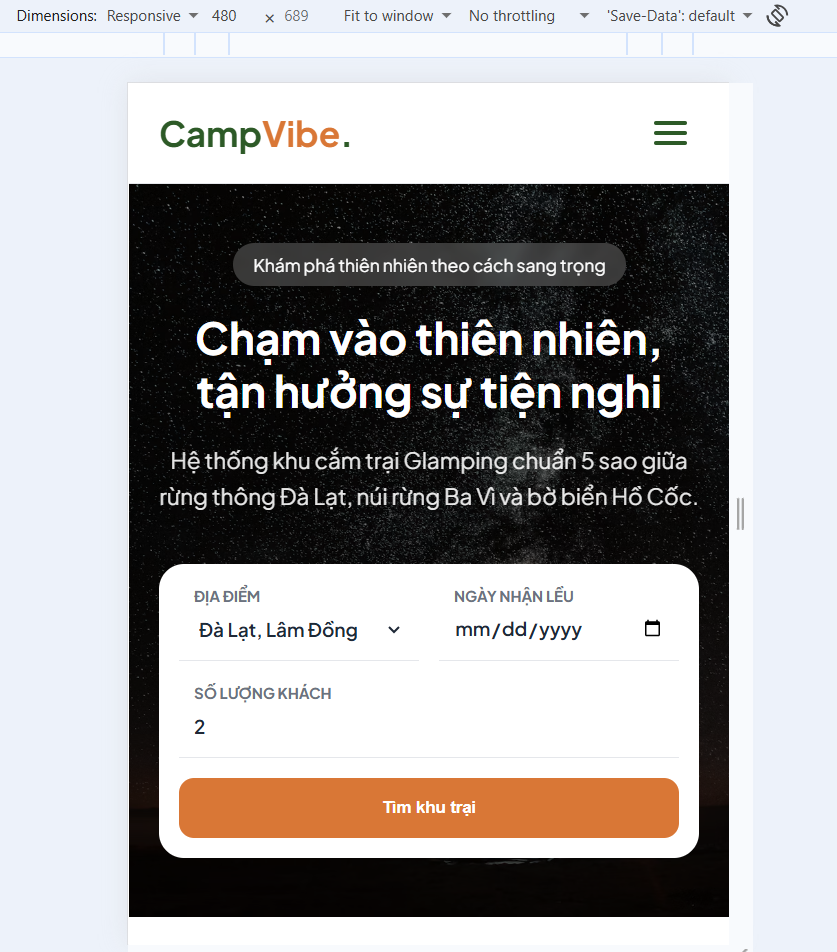 Dimensions: Responsive 480 × 689 Fit to window No throttling 'Save-Data': default
CampVibe.
Khám phá thiên nhiên theo cách sang trọng
Chạm vào thiên nhiên,
tận hưởng sự tiện nghi
Hệ thống khu cắm trại Glamping chuẩn 5 sao giữa
rừng thông Đà Lạt, núi rừng Ba Vì và bờ biển Hồ Cốc.
ĐỊA ĐIỂM NGÀY NHẬN LỀU
Đà Lạt, Lâm Đồng mm/dd/yyyy
SỐ LƯỢNG KHÁCH
2
Tìm khu trại